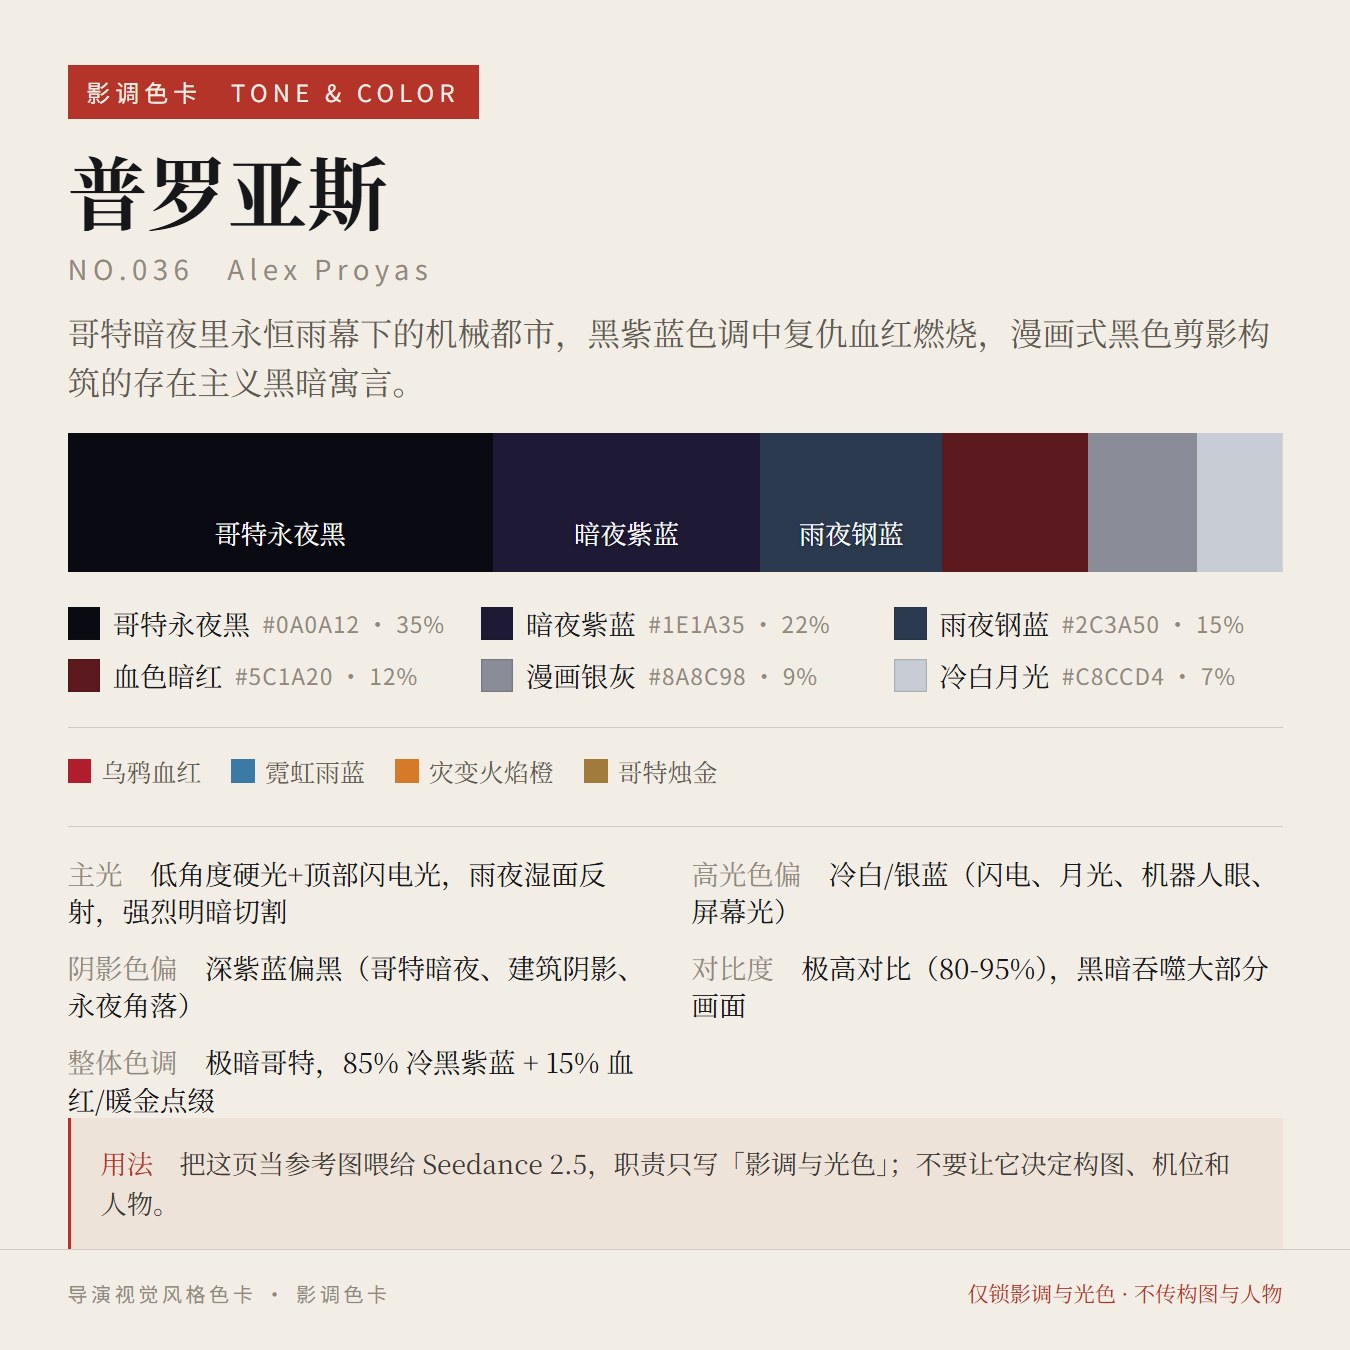 影调色卡 TONE & COLOR
普罗亚斯
NO.036 Alex Proyas
哥特暗夜里永恒雨幕下的机械都市，黑紫蓝色调中复仇血红燃烧，漫画式黑色剪影构
筑的存在主义黑暗寓言。
哥特永夜黑 暗夜紫蓝 雨夜钢蓝
哥特永夜黑 #0A0A12 · 35% 暗夜紫蓝 #1E1A35 · 22% 雨夜钢蓝 #2C3A50 · 15%
血色暗红 #5C1A20 · 12% 漫画银灰 #8A8C98 · 9% 冷白月光 #C8CCD4 · 7%
乌鸦血红 霓虹雨蓝 灾变火焰橙 哥特烛金
主光 低角度硬光+顶部闪电光，雨夜湿面反
射，强烈明暗切割
高光色偏 冷白/银蓝（闪电、月光、机器人眼、
屏幕光）
阴影色偏 深紫蓝偏黑（哥特暗夜、建筑阴影、
永夜角落）
对比度 极高对比（80-95%），黑暗吞噬大部分
画面
整体色调 极暗哥特，85% 冷黑紫蓝 + 15% 血
红/暖金点缀
用法 把这页当参考图喂给 Seedance 2.5，职责只写「影调与光色」；不要让它决定构图、机位和
人物。
导演视觉风格色卡 · 影调色卡
仅锁影调与光色 · 不传构图与人物